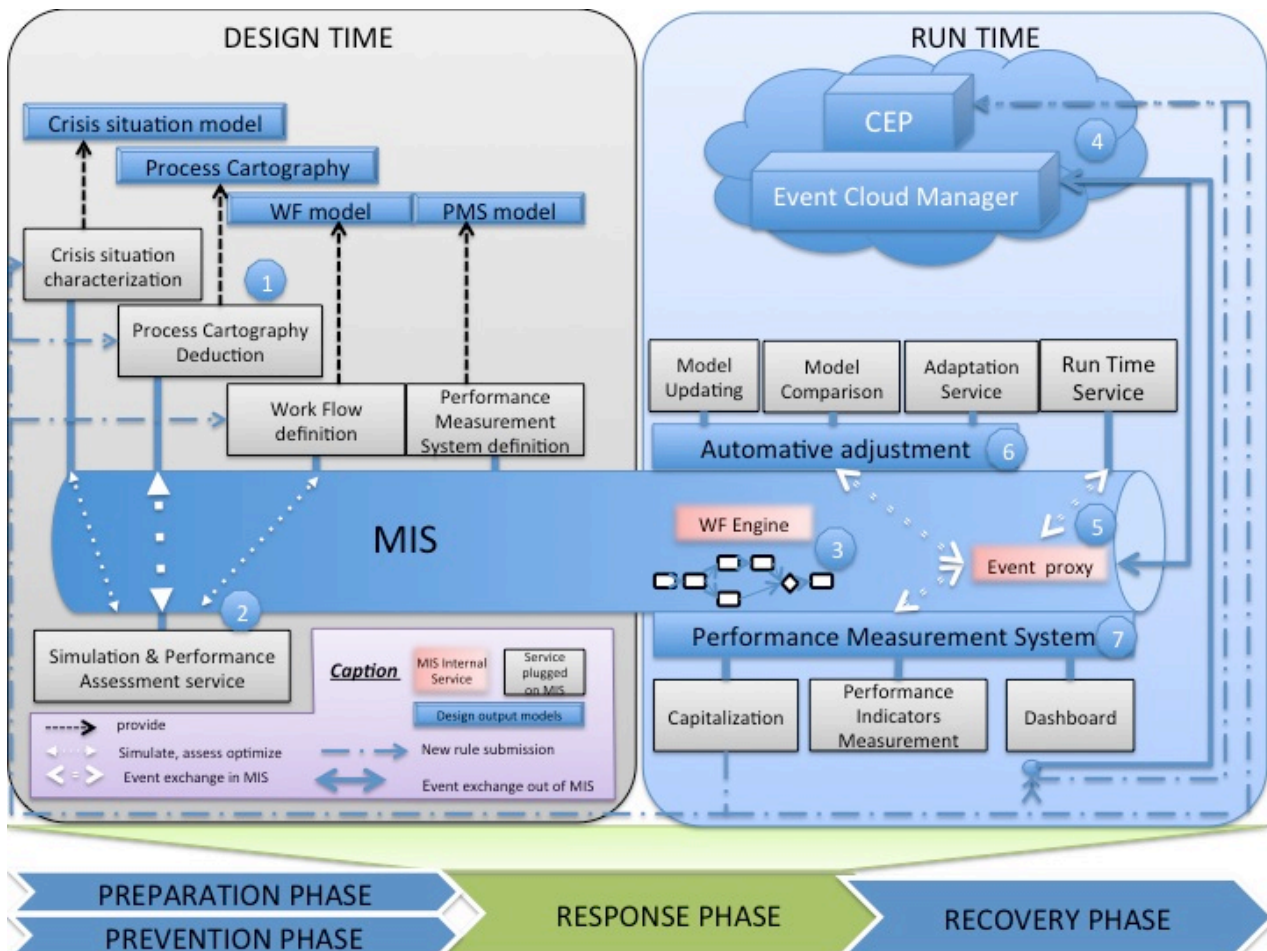 DESIGN TIME
Crisis situation model
Process Cartography
WF model
PMS model
Crisis situation
characterization
1
Process Cartography
Deduction
Work Flow
definition
Performance
Measurement
System definition
RUN TIME
CEP
4
Event Cloud Manager
Model
Updating
Model
Comparison
Adaptation
Service
Run Time
Service
Automative adjustment
6
MIS
WF Engine
3
5
Event proxy
2
Simulation & Performance
Assessment service
Caption
MIS Internal
Service
Service
plugged
on MIS
Design output models
provide
Simulate, assess optimize
New rule submission
Event exchange in MIS
Event exchange out of MIS
Performance Measurement System
7
Capitalization
Performance
Indicators
Measurement
Dashboard
PREPARATION PHASE
PREVENTION PHASE
RESPONSE PHASE
RECOVERY PHASE